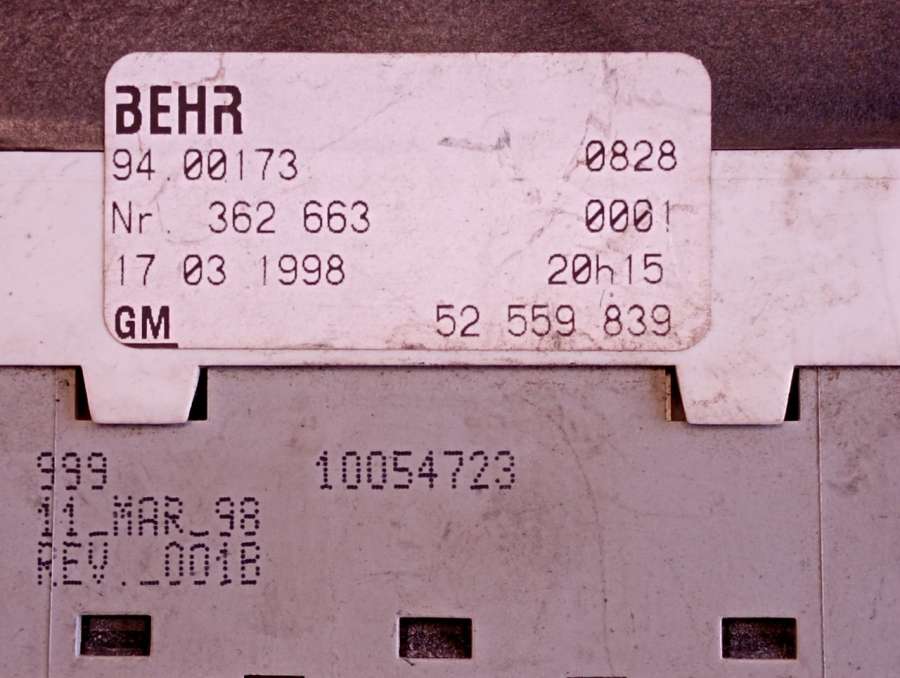 BEHR
94 00173 0828
Nr. 362 663 0001
17 03 1998 20h15
GM 52 559 839
999 10054723
11_MAR_98
REV._001B